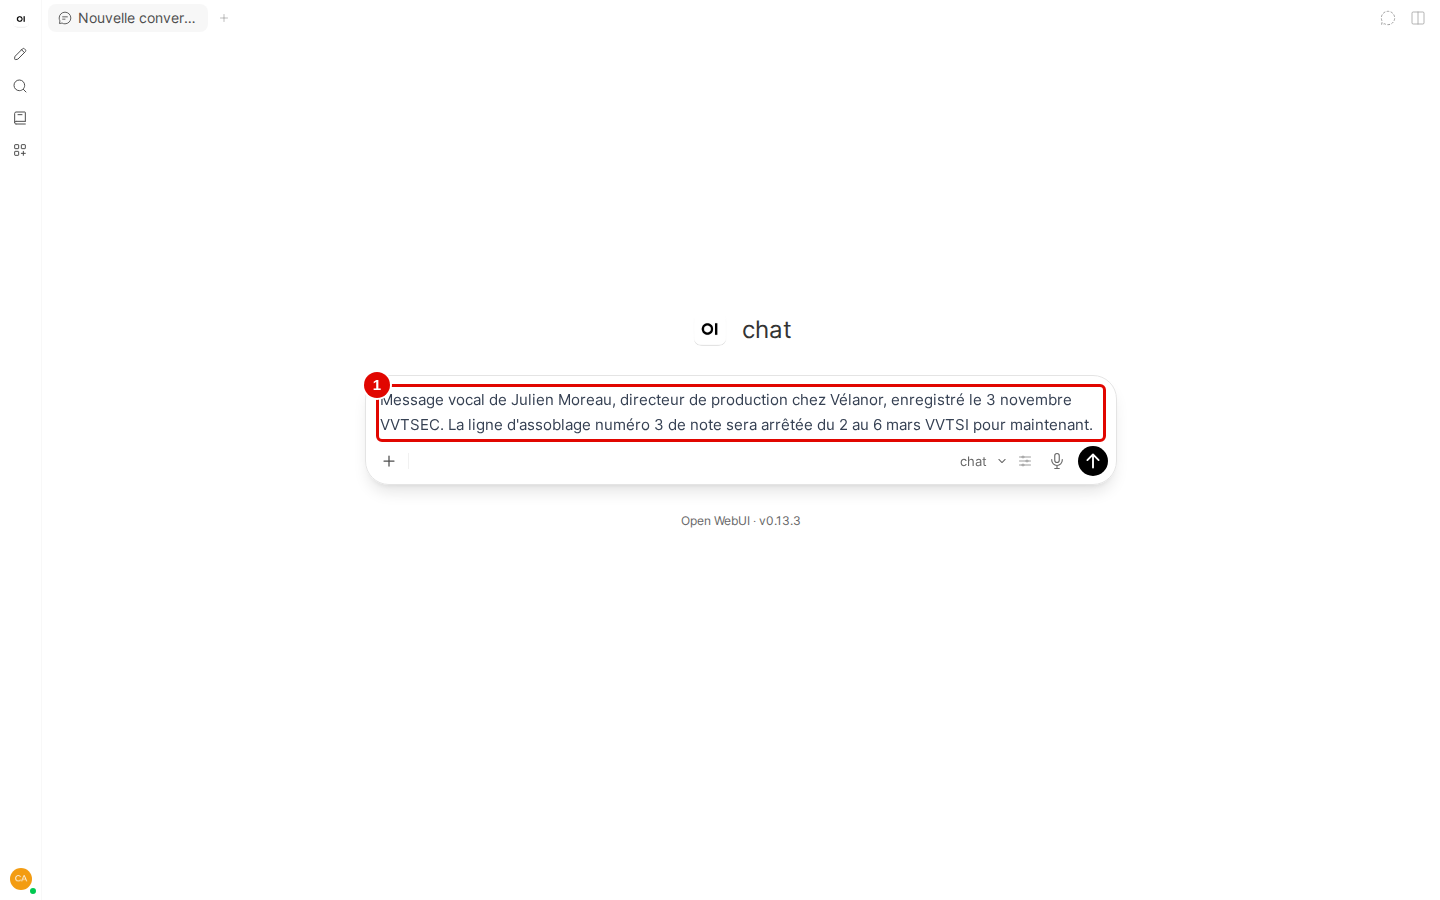 OI
Nouvelle conver...
OI chat
1
Message vocal de Julien Moreau, directeur de production chez Vélanor, enregistré le 3 novembre
VVTSEC. La ligne d'assoblage numéro 3 de note sera arrêtée du 2 au 6 mars VVTSI pour maintenant.
chat
Open WebUI · v0.13.3
CA